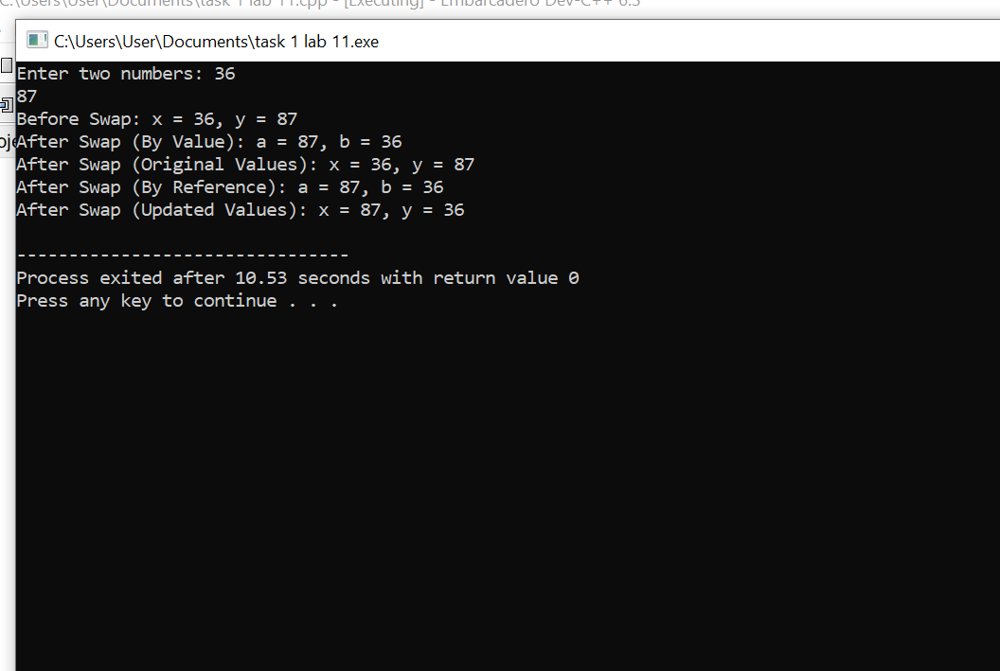 C:\Users\User\Documents\task 1 lab 11.cpp - [Executing] - Embarcadero Dev-C++ 6.3
C:\Users\User\Documents\task 1 lab 11.exe
Enter two numbers: 36
87
Before Swap: x = 36, y = 87
After Swap (By Value): a = 87, b = 36
After Swap (Original Values): x = 36, y = 87
After Swap (By Reference): a = 87, b = 36
After Swap (Updated Values): x = 87, y = 36
--------------------------------
Process exited after 10.53 seconds with return value 0
Press any key to continue . . .